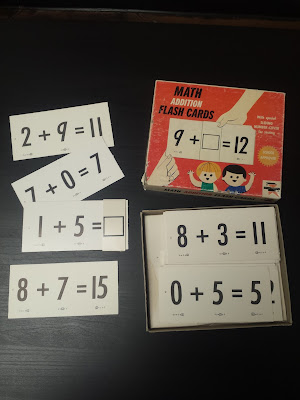 MATH
ADDITION
FLASH CARDS
9 + □ = 12
2 + 9 = 11
7 + 0 = 7
1 + 5 = □
8 + 7 = 15
8 + 3 = 11
0 + 5 = 5 ?